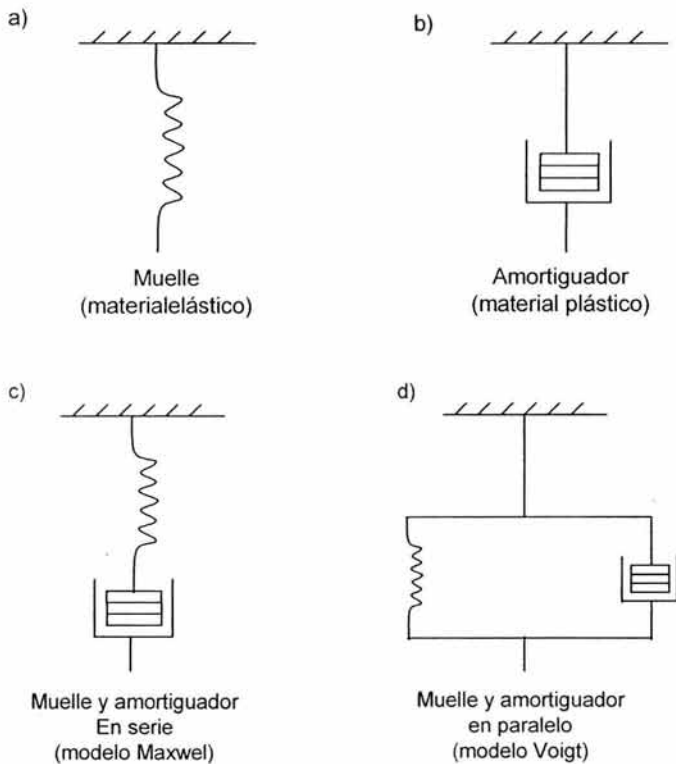 a)
Muelle
(materialelástico)
b)
Amortiguador
(material plástico)
c)
Muelle y amortiguador
En serie
(modelo Maxwel)
d)
Muelle y amortiguador
en paralelo
(modelo Voigt)